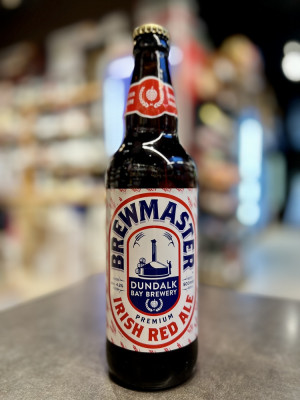 BREWMASTER
DUNDALK
BAY BREWERY
PREMIUM
IRISH RED ALE